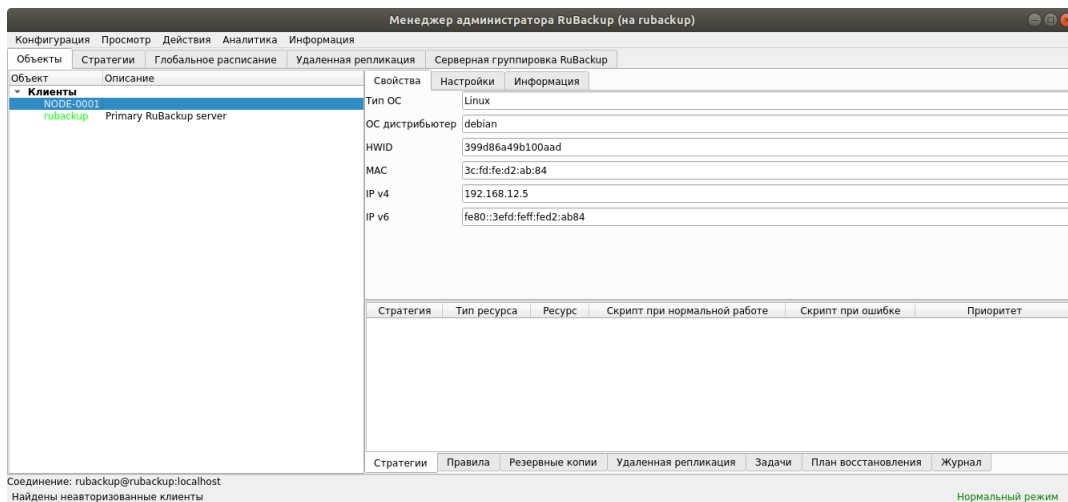 Менеджер администратора RuBackup (на rubackup)
Конфигурация Просмотр Действия Аналитика Информация
Объекты Стратегии Глобальное расписание Удаленная репликация Серверная группировка RuBackup
Объект Описание
Клиенты
NODE-0001
rubackup Primary RuBackup server
Свойства Настройки Информация
Тип ОС Linux
ОС дистрибьютер debian
HWID 399d86a49b100aad
MAC 3c:fd:fe:d2:ab:84
IP v4 192.168.12.5
IP v6 fe80::3efd:feff:fed2:ab84
Стратегия Тип ресурса Ресурс Скрипт при нормальной работе Скрипт при ошибке Приоритет
Стратегии Правила Резервные копии Удаленная репликация Задачи План восстановления Журнал
Соединение: rubackup@rubackup:localhost
Найдены неавторизованные клиенты Нормальный режим